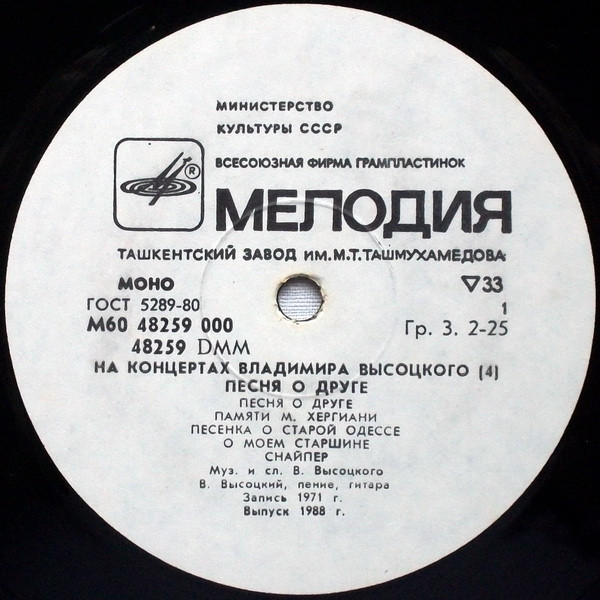 МИНИСТЕРСТВО
КУЛЬТУРЫ СССР
ВСЕСОЮЗНАЯ ФИРМА ГРАМПЛАСТИНОК
®
МЕЛОДИЯ
ТАШКЕНТСКИЙ ЗАВОД ИМ. М.Т. ТАШМУХАМЕДОВА
МОНО ▽33
ГОСТ 5289-80 1
М60 48259 000 Гр. 3. 2-25
48259 DMM
НА КОНЦЕРТАХ ВЛАДИМИРА ВЫСОЦКОГО (4)
ПЕСНЯ О ДРУГЕ
ПЕСНЯ О ДРУГЕ
ПАМЯТИ М. ХЕРГИАНИ
ПЕСЕНКА О СТАРОЙ ОДЕССЕ
О МОЕМ СТАРШИНЕ
СНАЙПЕР
Муз. и сл. В. Высоцкого
В. Высоцкий, пение, гитара
Запись 1971 г.
Выпуск 1988 г.